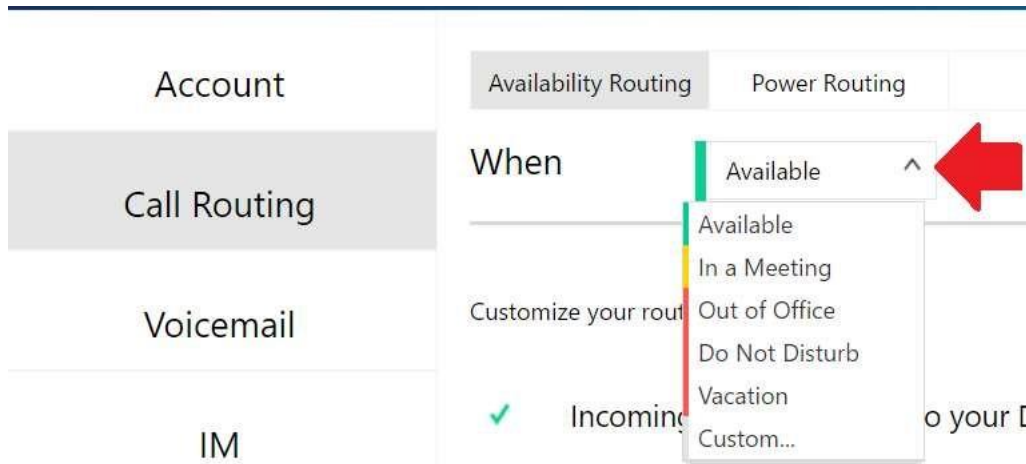 Account
Call Routing
Voicemail
IM
Availability Routing Power Routing
When Available
Available
In a Meeting
Customize your rout Out of Office
Do Not Disturb
Vacation
Incoming o your D
Custom...